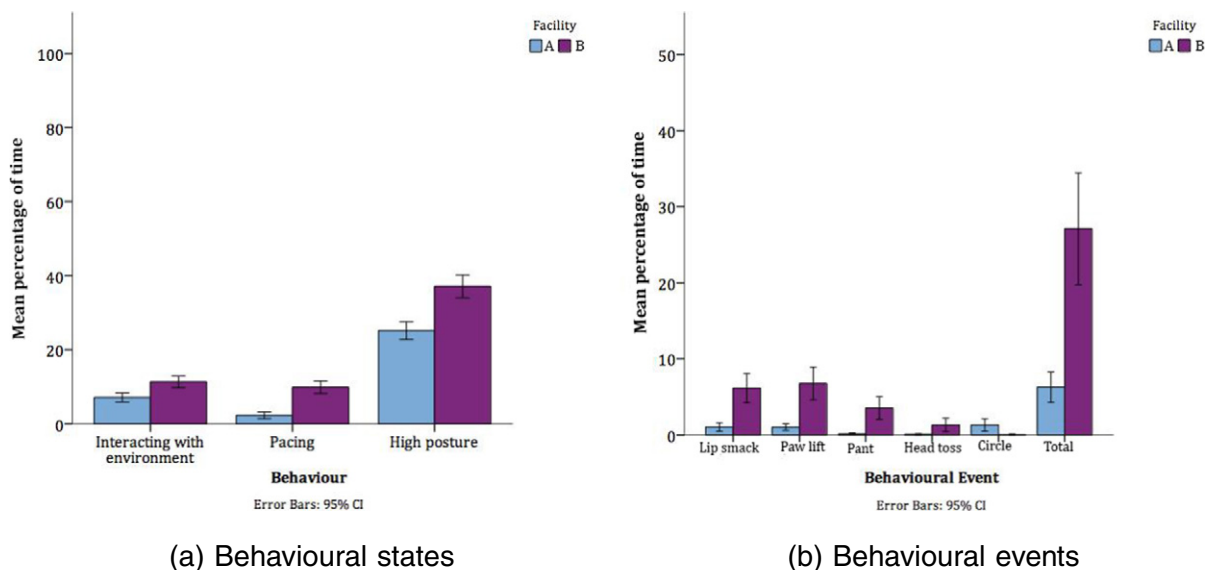 Facility
A B
100
80
60
40
20
0
Mean percentage of time
Interacting with
environment
Pacing
High posture
Behaviour
Error Bars: 95% CI
(a) Behavioural states
Facility
A B
50
40
30
20
10
0
Mean percentage of time
Lip smack
Paw lift
Pant
Head toss
Circle
Total
Behavioural Event
Error Bars: 95% CI
(b) Behavioural events